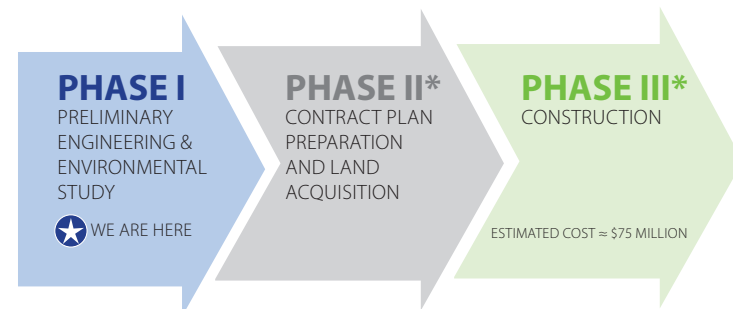 PHASE I
PRELIMINARY
ENGINEERING &
ENVIRONMENTAL
STUDY
WE ARE HERE
PHASE II*
CONTRACT PLAN
PREPARATION
AND LAND
ACQUISITION
PHASE III*
CONSTRUCTION
ESTIMATED COST ≈ $75 MILLION